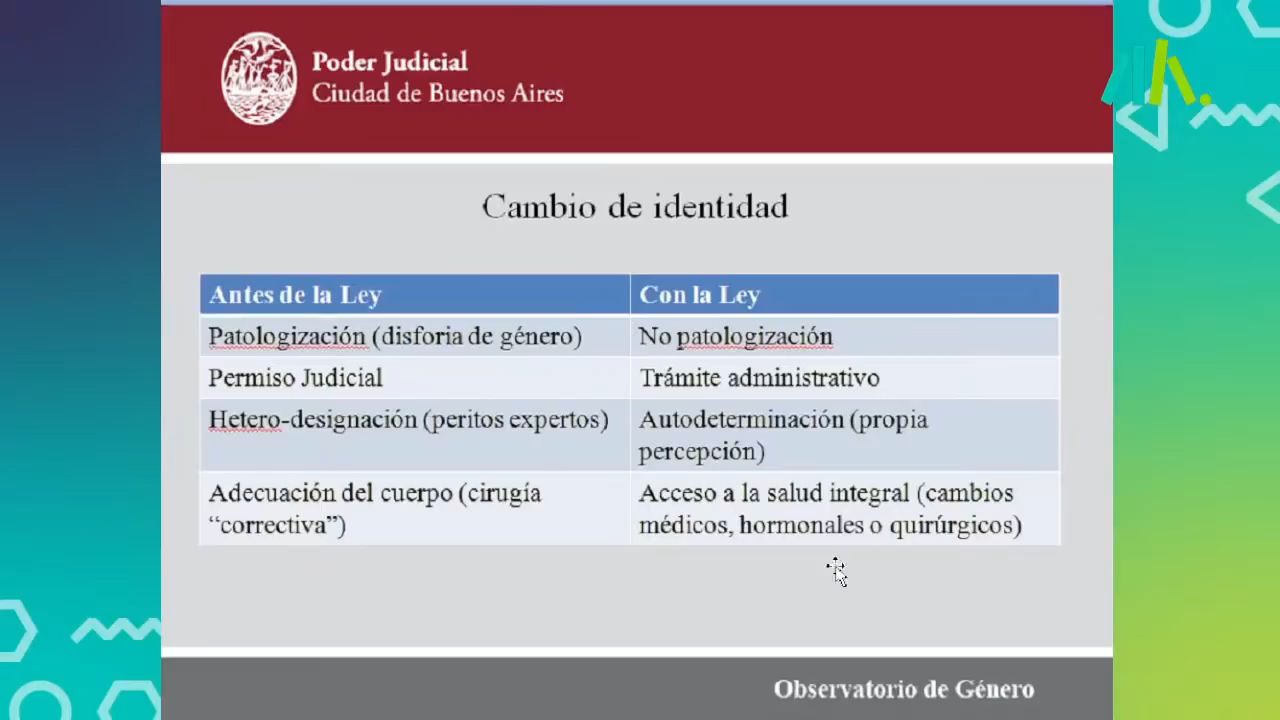 Poder Judicial
Ciudad de Buenos Aires
Cambio de identidad
Antes de la Ley
Con la Ley
Patologización (disforia de género)
No patologización
Permiso Judicial
Trámite administrativo
Hetero-designación (peritos expertos)
Autodeterminación (propia
percepción)
Adecuación del cuerpo (cirugía
“correctiva”)
Acceso a la salud integral (cambios
médicos, hormonales o quirúrgicos)
Observatorio de Género